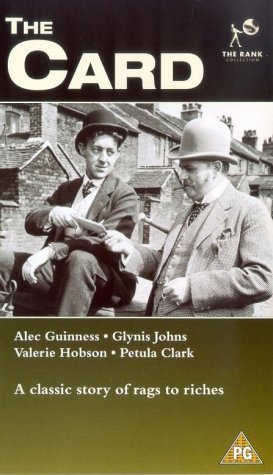 THE
CARD
THE RANK
COLLECTION
Alec Guinness • Glynis Johns
Valerie Hobson • Petula Clark
A classic story of rags to riches
PG